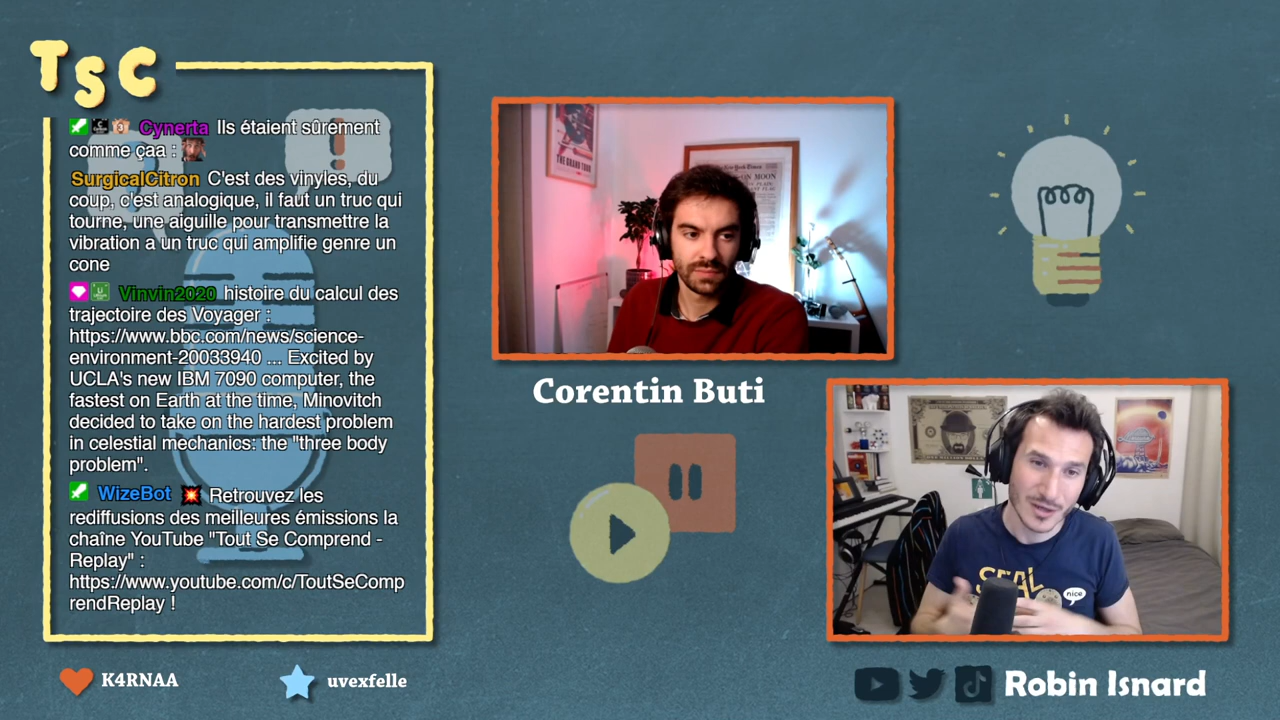 TSC
Cynerta Ils étaient sûrement
comme çaa :
SurgicalCitron C'est des vinyles, du
coup, c'est analogique, il faut un truc qui
tourne, une aiguille pour transmettre la
vibration a un truc qui amplifie genre un
cone
Vinvin2020 histoire du calcul des
trajectoire des Voyager :
https://www.bbc.com/news/science-
environment-20033940 ... Excited by
UCLA's new IBM 7090 computer, the
fastest on Earth at the time, Minovitch
decided to take on the hardest problem
in celestial mechanics: the "three body
problem".
WizeBot Retrouvez les
rediffusions des meilleures émissions la
chaîne YouTube "Tout Se Comprend -
Replay" :
https://www.youtube.com/c/ToutSeComp
rendReplay !
THE GRAND TOUR
Corentin Buti
nice
K4RNAA
uvexfelle
Robin Isnard